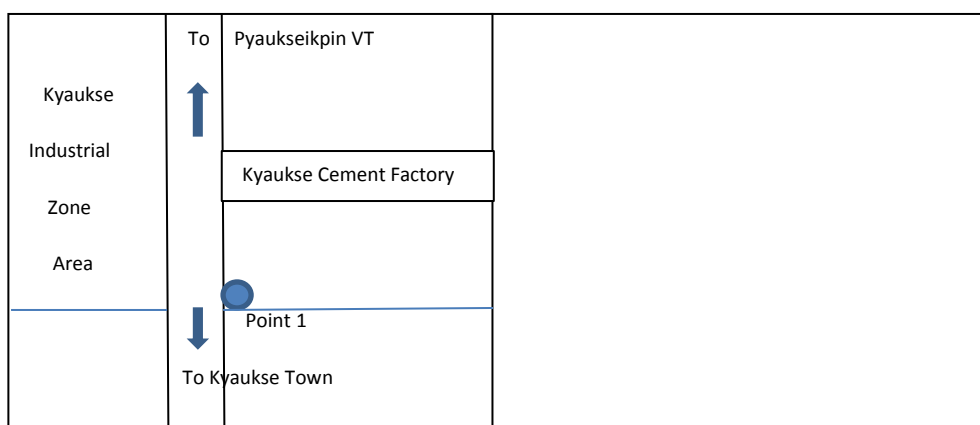 To Pyaukseikpin VT
Kyaukse
Industrial
Zone
Area
Kyaukse Cement Factory
Point 1
To Kyaukse Town